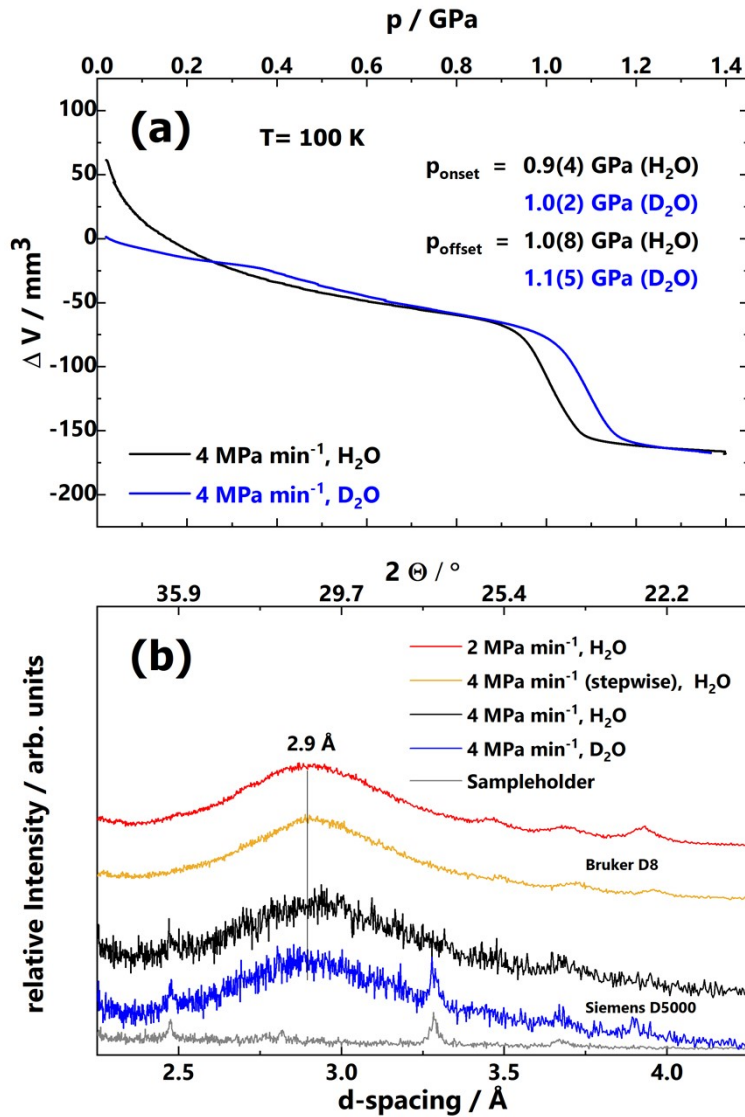 p / GPa
0.0 0.2 0.4 0.6 0.8 1.0 1.2 1.4
(a)
T= 100 K
p_onset = 0.9(4) GPa (H₂O)
1.0(2) GPa (D₂O)
p_offset = 1.0(8) GPa (H₂O)
1.1(5) GPa (D₂O)
100
50
0
-50
-100
-150
-200
Δ V / mm³
4 MPa min⁻¹, H₂O
4 MPa min⁻¹, D₂O
2 Θ / °
35.9 29.7 25.4 22.2
(b)
2 MPa min⁻¹, H₂O
4 MPa min⁻¹ (stepwise), H₂O
4 MPa min⁻¹, H₂O
4 MPa min⁻¹, D₂O
Sampleholder
2.9 Å
Bruker D8
Siemens D5000
relative Intensity / arb. units
2.5 3.0 3.5 4.0
d-spacing / Å